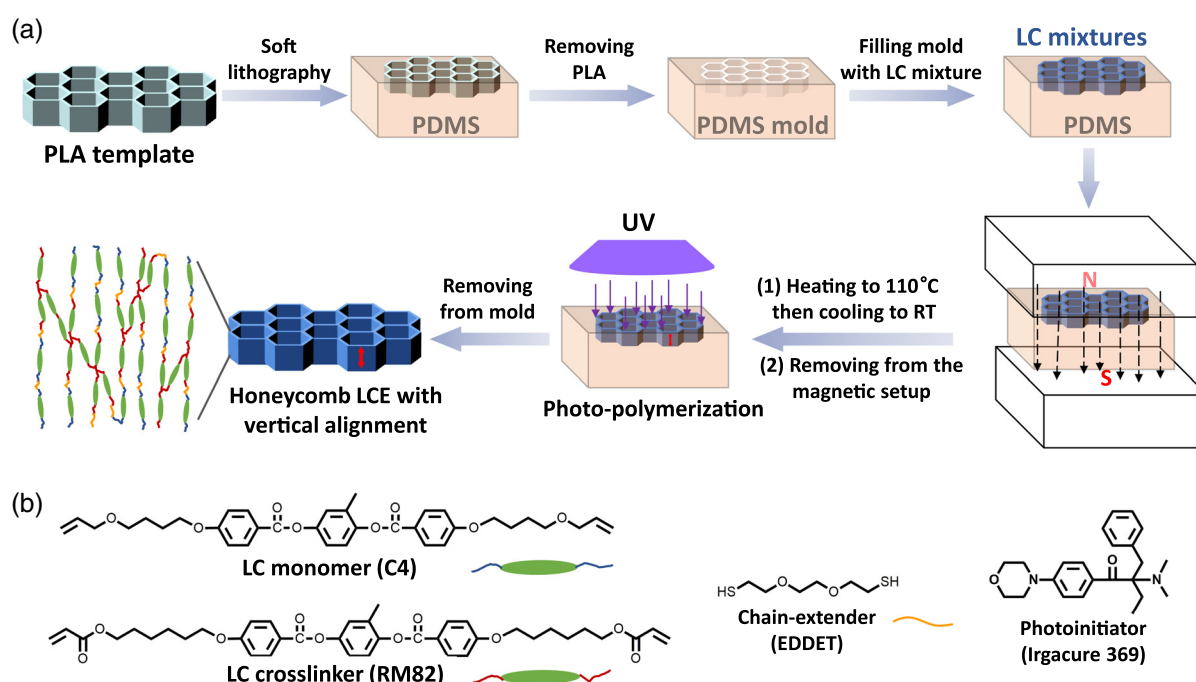 (a)
Soft
lithography
Removing
PLA
Filling mold
with LC mixture
LC mixtures
PLA template
PDMS
PDMS mold
PDMS
UV
Removing
from mold
(1) Heating to 110°C
then cooling to RT
(2) Removing from the
magnetic setup
N
S
Honeycomb LCE with
vertical alignment
Photo-polymerization
(b)
O
O
O
C
O
O
C
O
O
O
LC monomer (C4)
HS
O
O
SH
Chain-extender
(EDDET)
O
N
O
N
Photoinitiator
(Irgacure 369)
O
O
O
O
C
O
O
C
O
O
O
O
LC crosslinker (RM82)